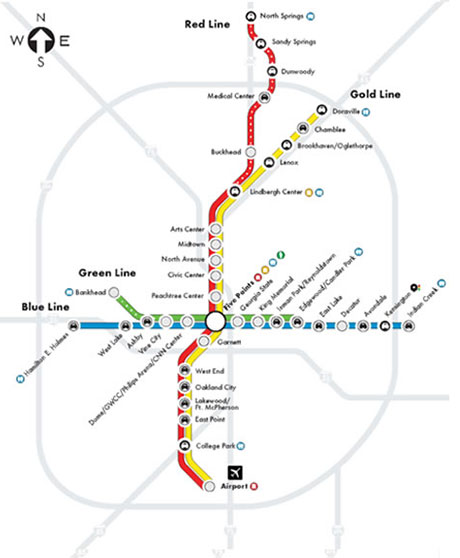 N
W E
S
Red Line
North Springs N
Sandy Springs
Dunwoody
Medical Center
Gold Line
Doraville N
Chamblee
Brookhaven/Oglethorpe
Lenox
Buckhead
Lindbergh Center
Arts Center
Midtown
North Avenue
Civic Center
Peachtree Center
Green Line
Bankhead
Blue Line
Hamilton E. Holmes
West Lake
Ashby
Vine City
Dome/GWCC/Philips Arena/CNN Center
Five Points
Georgia State
King Memorial
Inman Park/Reynoldstown
Edgewood/Candler Park
East Lake
Decatur
Avondale
Kensington
Indian Creek
Garnett
West End
Oakland City
Lakewood/
Ft. McPherson
East Point
College Park
Airport